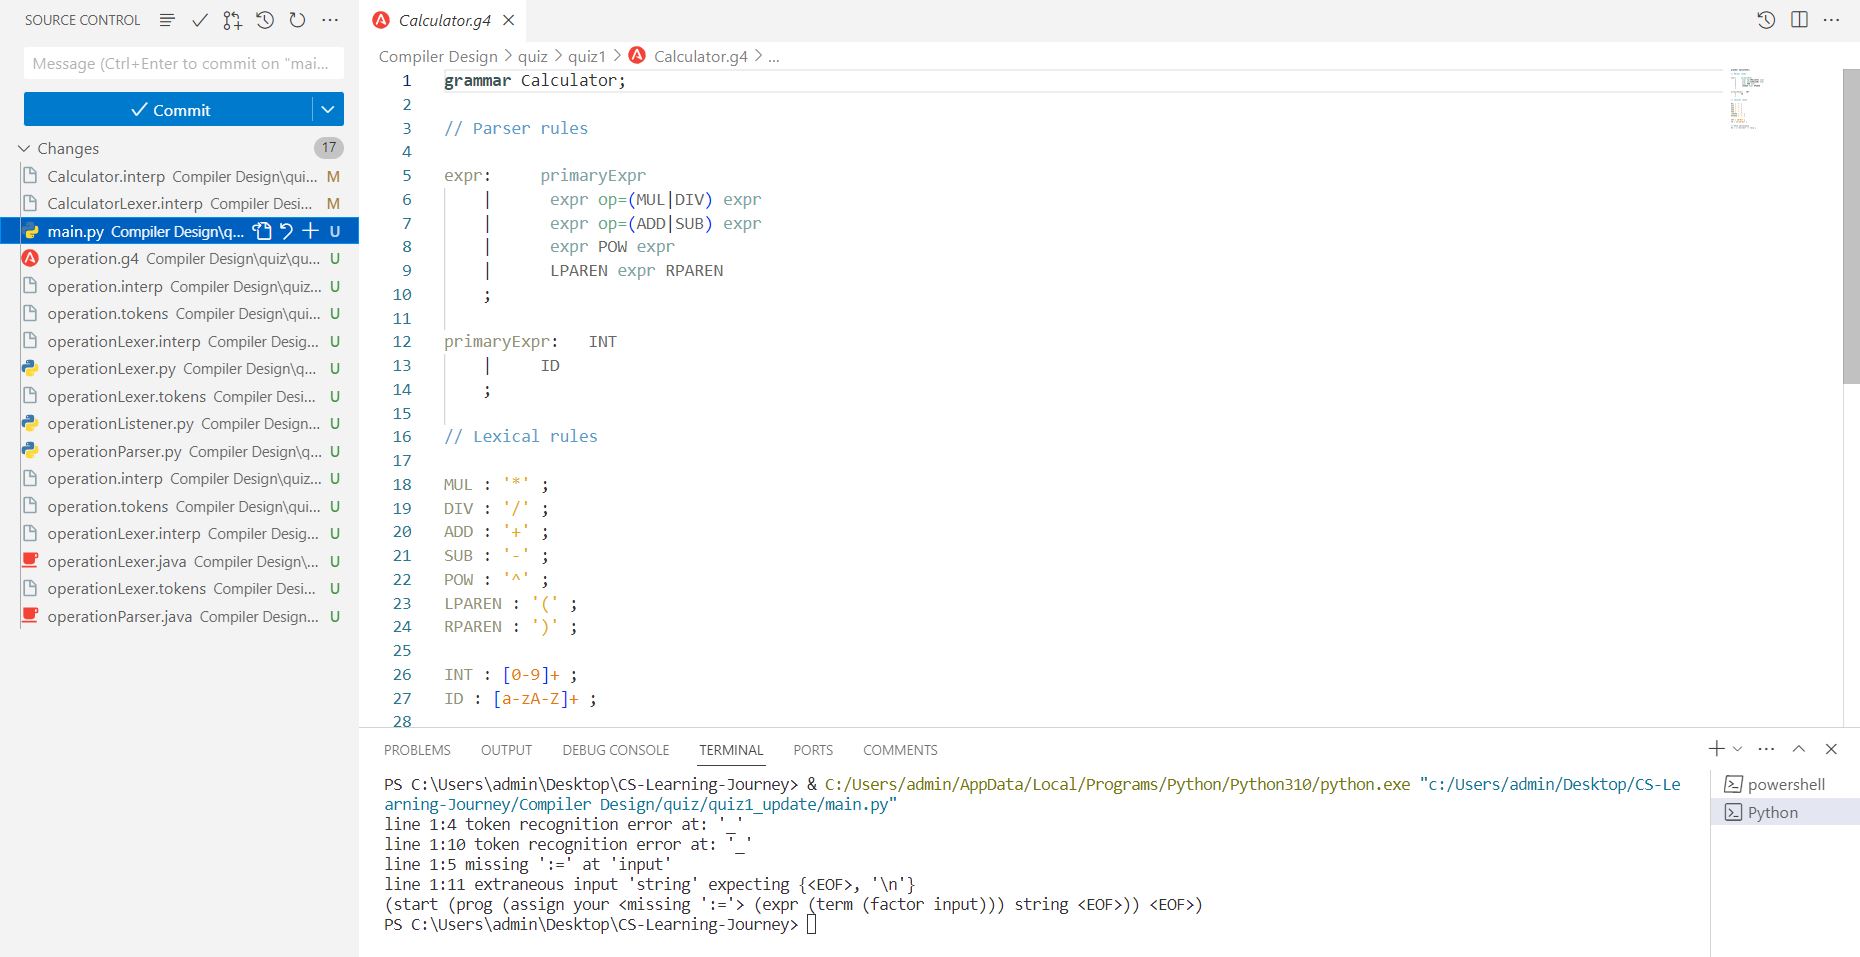 SOURCE CONTROL
Message (Ctrl+Enter to commit on "mai...
Commit
Changes 17
Calculator.interp Compiler Design\qui... M
CalculatorLexer.interp Compiler Desi... M
main.py Compiler Design\q... U
operation.g4 Compiler Design\quiz\qu... U
operation.interp Compiler Design\quiz... U
operation.tokens Compiler Design\qui... U
operationLexer.interp Compiler Desig... U
operationLexer.py Compiler Design\q... U
operationLexer.tokens Compiler Desi... U
operationListener.py Compiler Design... U
operationParser.py Compiler Design\q... U
operation.interp Compiler Design\quiz... U
operation.tokens Compiler Design\qui... U
operationLexer.interp Compiler Desig... U
operationLexer.java Compiler Design\... U
operationLexer.tokens Compiler Desi... U
operationParser.java Compiler Design... U
Calculator.g4
Compiler Design > quiz > quiz1 > Calculator.g4 > ...
1 grammar Calculator;
2
3 // Parser rules
4
5 expr: primaryExpr
6 | expr op=(MUL|DIV) expr
7 | expr op=(ADD|SUB) expr
8 | expr POW expr
9 | LPAREN expr RPAREN
10 ;
11
12 primaryExpr: INT
13 | ID
14 ;
15
16 // Lexical rules
17
18 MUL : '*' ;
19 DIV : '/' ;
20 ADD : '+' ;
21 SUB : '-' ;
22 POW : '^' ;
23 LPAREN : '(' ;
24 RPAREN : ')' ;
25
26 INT : [0-9]+ ;
27 ID : [a-zA-Z]+ ;
28
PROBLEMS OUTPUT DEBUG CONSOLE TERMINAL PORTS COMMENTS
PS C:\Users\admin\Desktop\CS-Learning-Journey> & C:/Users/admin/AppData/Local/Programs/Python/Python310/python.exe "c:/Users/admin/Desktop/CS-Le
arning-Journey/Compiler Design/quiz/quiz1_update/main.py"
line 1:4 token recognition error at: '_'
line 1:10 token recognition error at: '_'
line 1:5 missing ':=' at 'input'
line 1:11 extraneous input 'string' expecting {<EOF>, '\n'}
(start (prog (assign your <missing ':='> (expr (term (factor input))) string <EOF>)) <EOF>)
PS C:\Users\admin\Desktop\CS-Learning-Journey>
powershell
Python